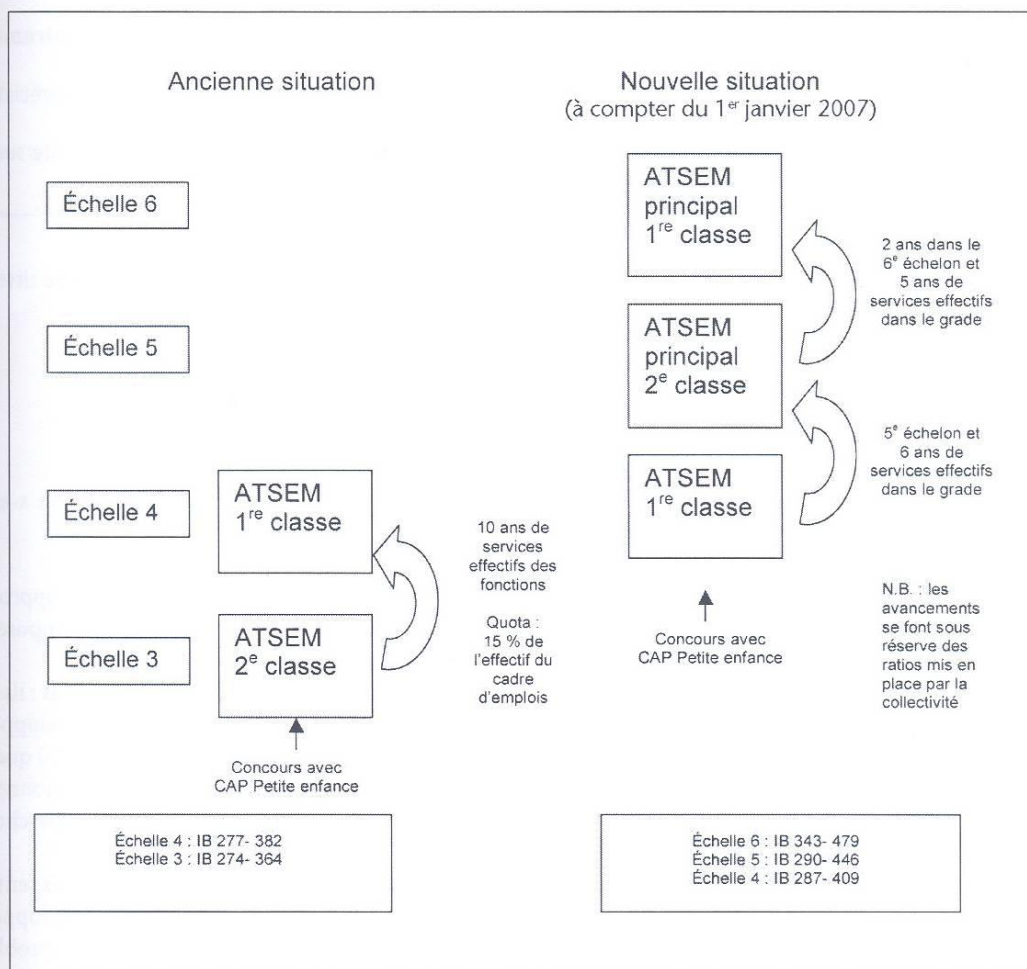 Ancienne situation
Nouvelle situation
(à compter du 1er janvier 2007)
Échelle 6
Échelle 5
Échelle 4
Échelle 3
ATSEM
1re classe
ATSEM
2e classe
10 ans de
services
effectifs des
fonctions
Quota :
15 % de
l'effectif du
cadre
d'emplois
Concours avec
CAP Petite enfance
Échelle 4 : IB 277- 382
Échelle 3 : IB 274- 364
ATSEM
principal
1re classe
ATSEM
principal
2e classe
ATSEM
1re classe
2 ans dans le
6e échelon et
5 ans de
services effectifs
dans le grade
5e échelon et
6 ans de
services effectifs
dans le grade
Concours avec
CAP Petite enfance
N.B. : les
avancements
se font sous
réserve des
ratios mis en
place par la
collectivité
Échelle 6 : IB 343- 479
Échelle 5 : IB 290- 446
Échelle 4 : IB 287- 409